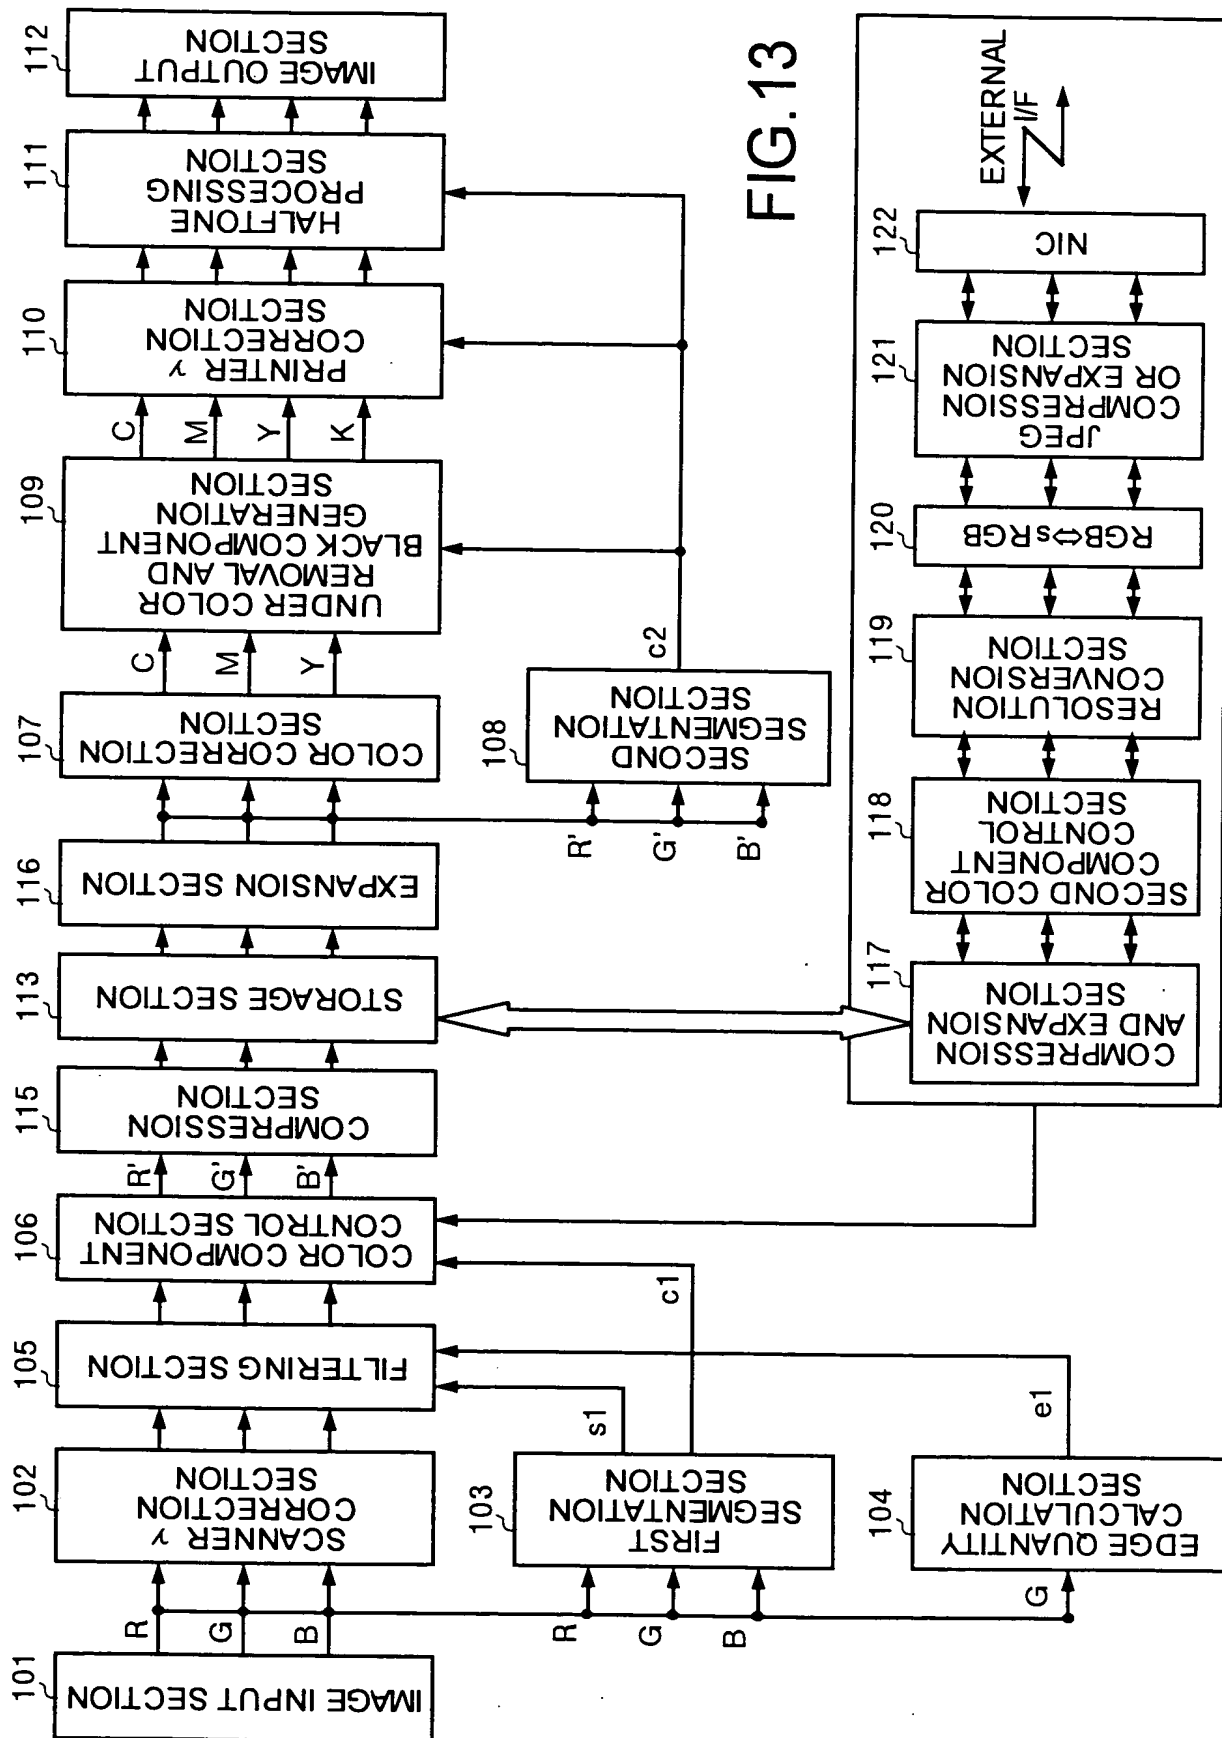 FIG.13
101
IMAGE INPUT SECTION
R
G
B
102
SCANNER γ
CORRECTION
SECTION
R
G
B
103
FIRST
SEGMENTATION
SECTION
G
104
EDGE QUANTITY
CALCULATION
SECTION
s1
c1
e1
105
FILTERING SECTION
106
COLOR COMPONENT
CONTROL SECTION
R'
G'
B'
115
COMPRESSION
SECTION
113
STORAGE SECTION
116
EXPANSION SECTION
R'
G'
B'
107
COLOR CORRECTION
SECTION
108
SECOND
SEGMENTATION
SECTION
c2
C
M
Y
109
UNDER COLOR
REMOVAL AND
BLACK COMPONENT
GENERATION
SECTION
C
M
Y
K
110
PRINTER γ
CORRECTION
SECTION
111
HALFTONE
PROCESSING
SECTION
112
IMAGE OUTPUT
SECTION
117
COMPRESSION
AND EXPANSION
SECTION
118
SECOND COLOR
COMPONENT
CONTROL
SECTION
119
RESOLUTION
CONVERSION
SECTION
120
RGB⇔sRGB
121
JPEG
COMPRESSION
OR EXPANSION
SECTION
122
NIC
EXTERNAL
I/F